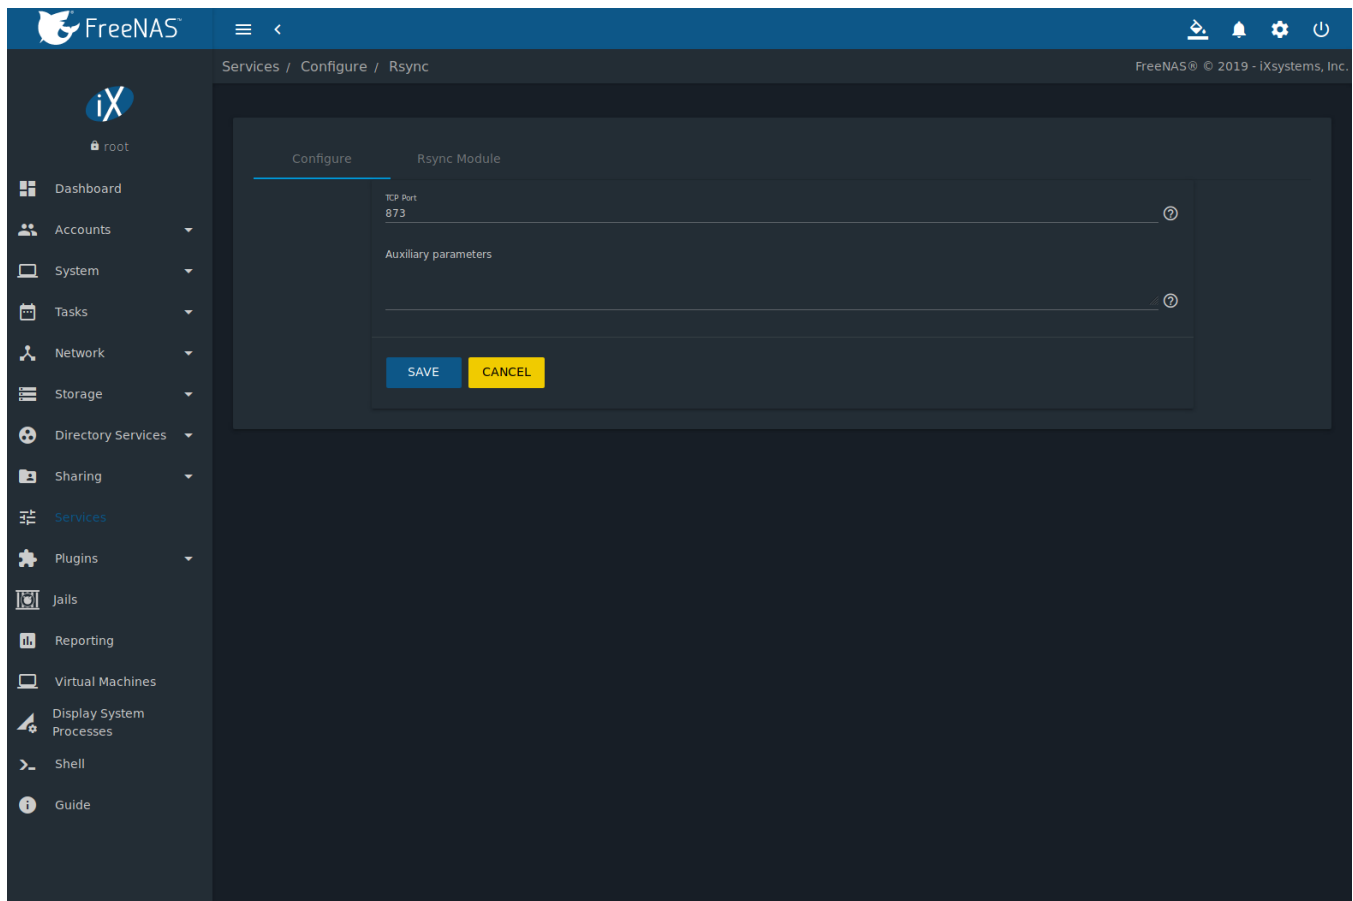 FreeNAS™
Services / Configure / Rsync
FreeNAS® © 2019 - iXsystems, Inc.
iX
root
Dashboard
Accounts
System
Tasks
Network
Storage
Directory Services
Sharing
Services
Plugins
Jails
Reporting
Virtual Machines
Display System
Processes
Shell
Guide
Configure
Rsync Module
TCP Port
873
Auxiliary parameters
SAVE
CANCEL